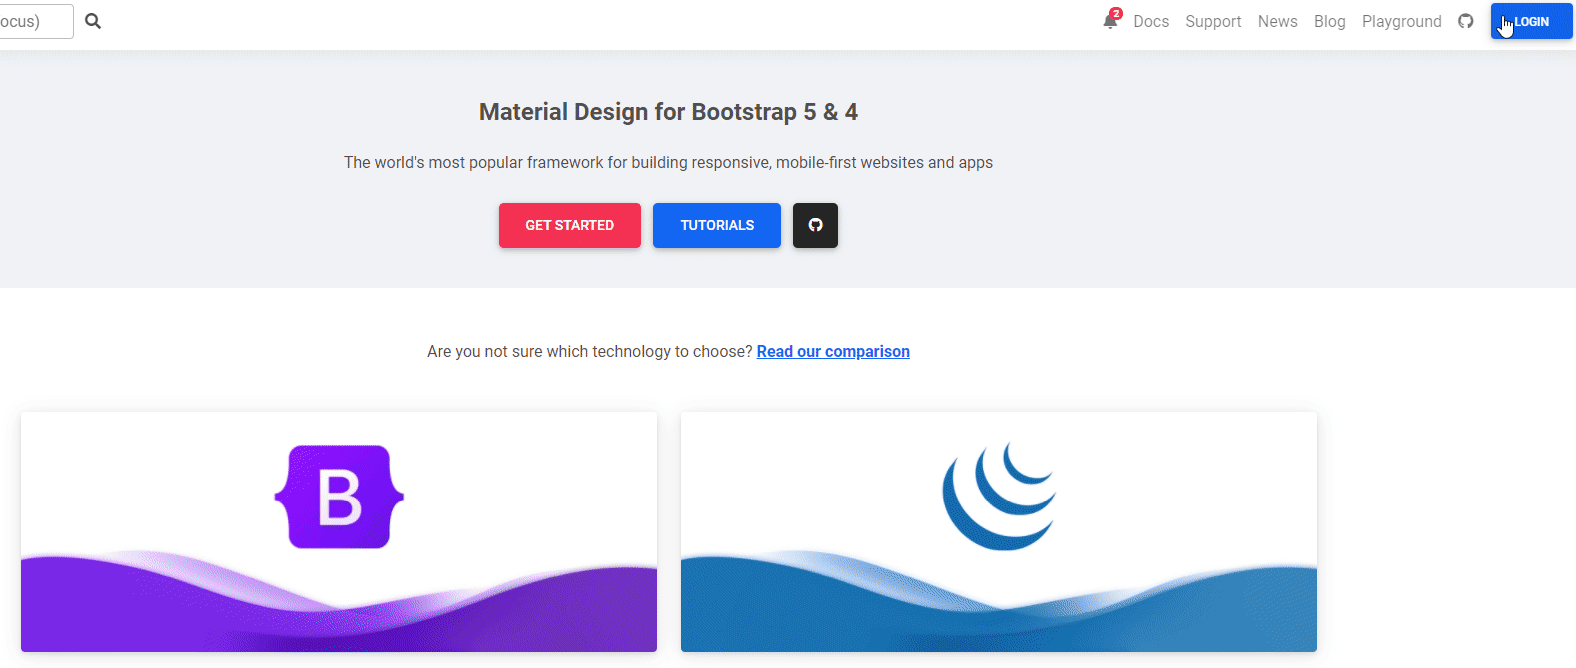 ocus)
2
Docs Support News Blog Playground
LOGIN
Material Design for Bootstrap 5 & 4
The world's most popular framework for building responsive, mobile-first websites and apps
GET STARTED TUTORIALS
Are you not sure which technology to choose? Read our comparison
B